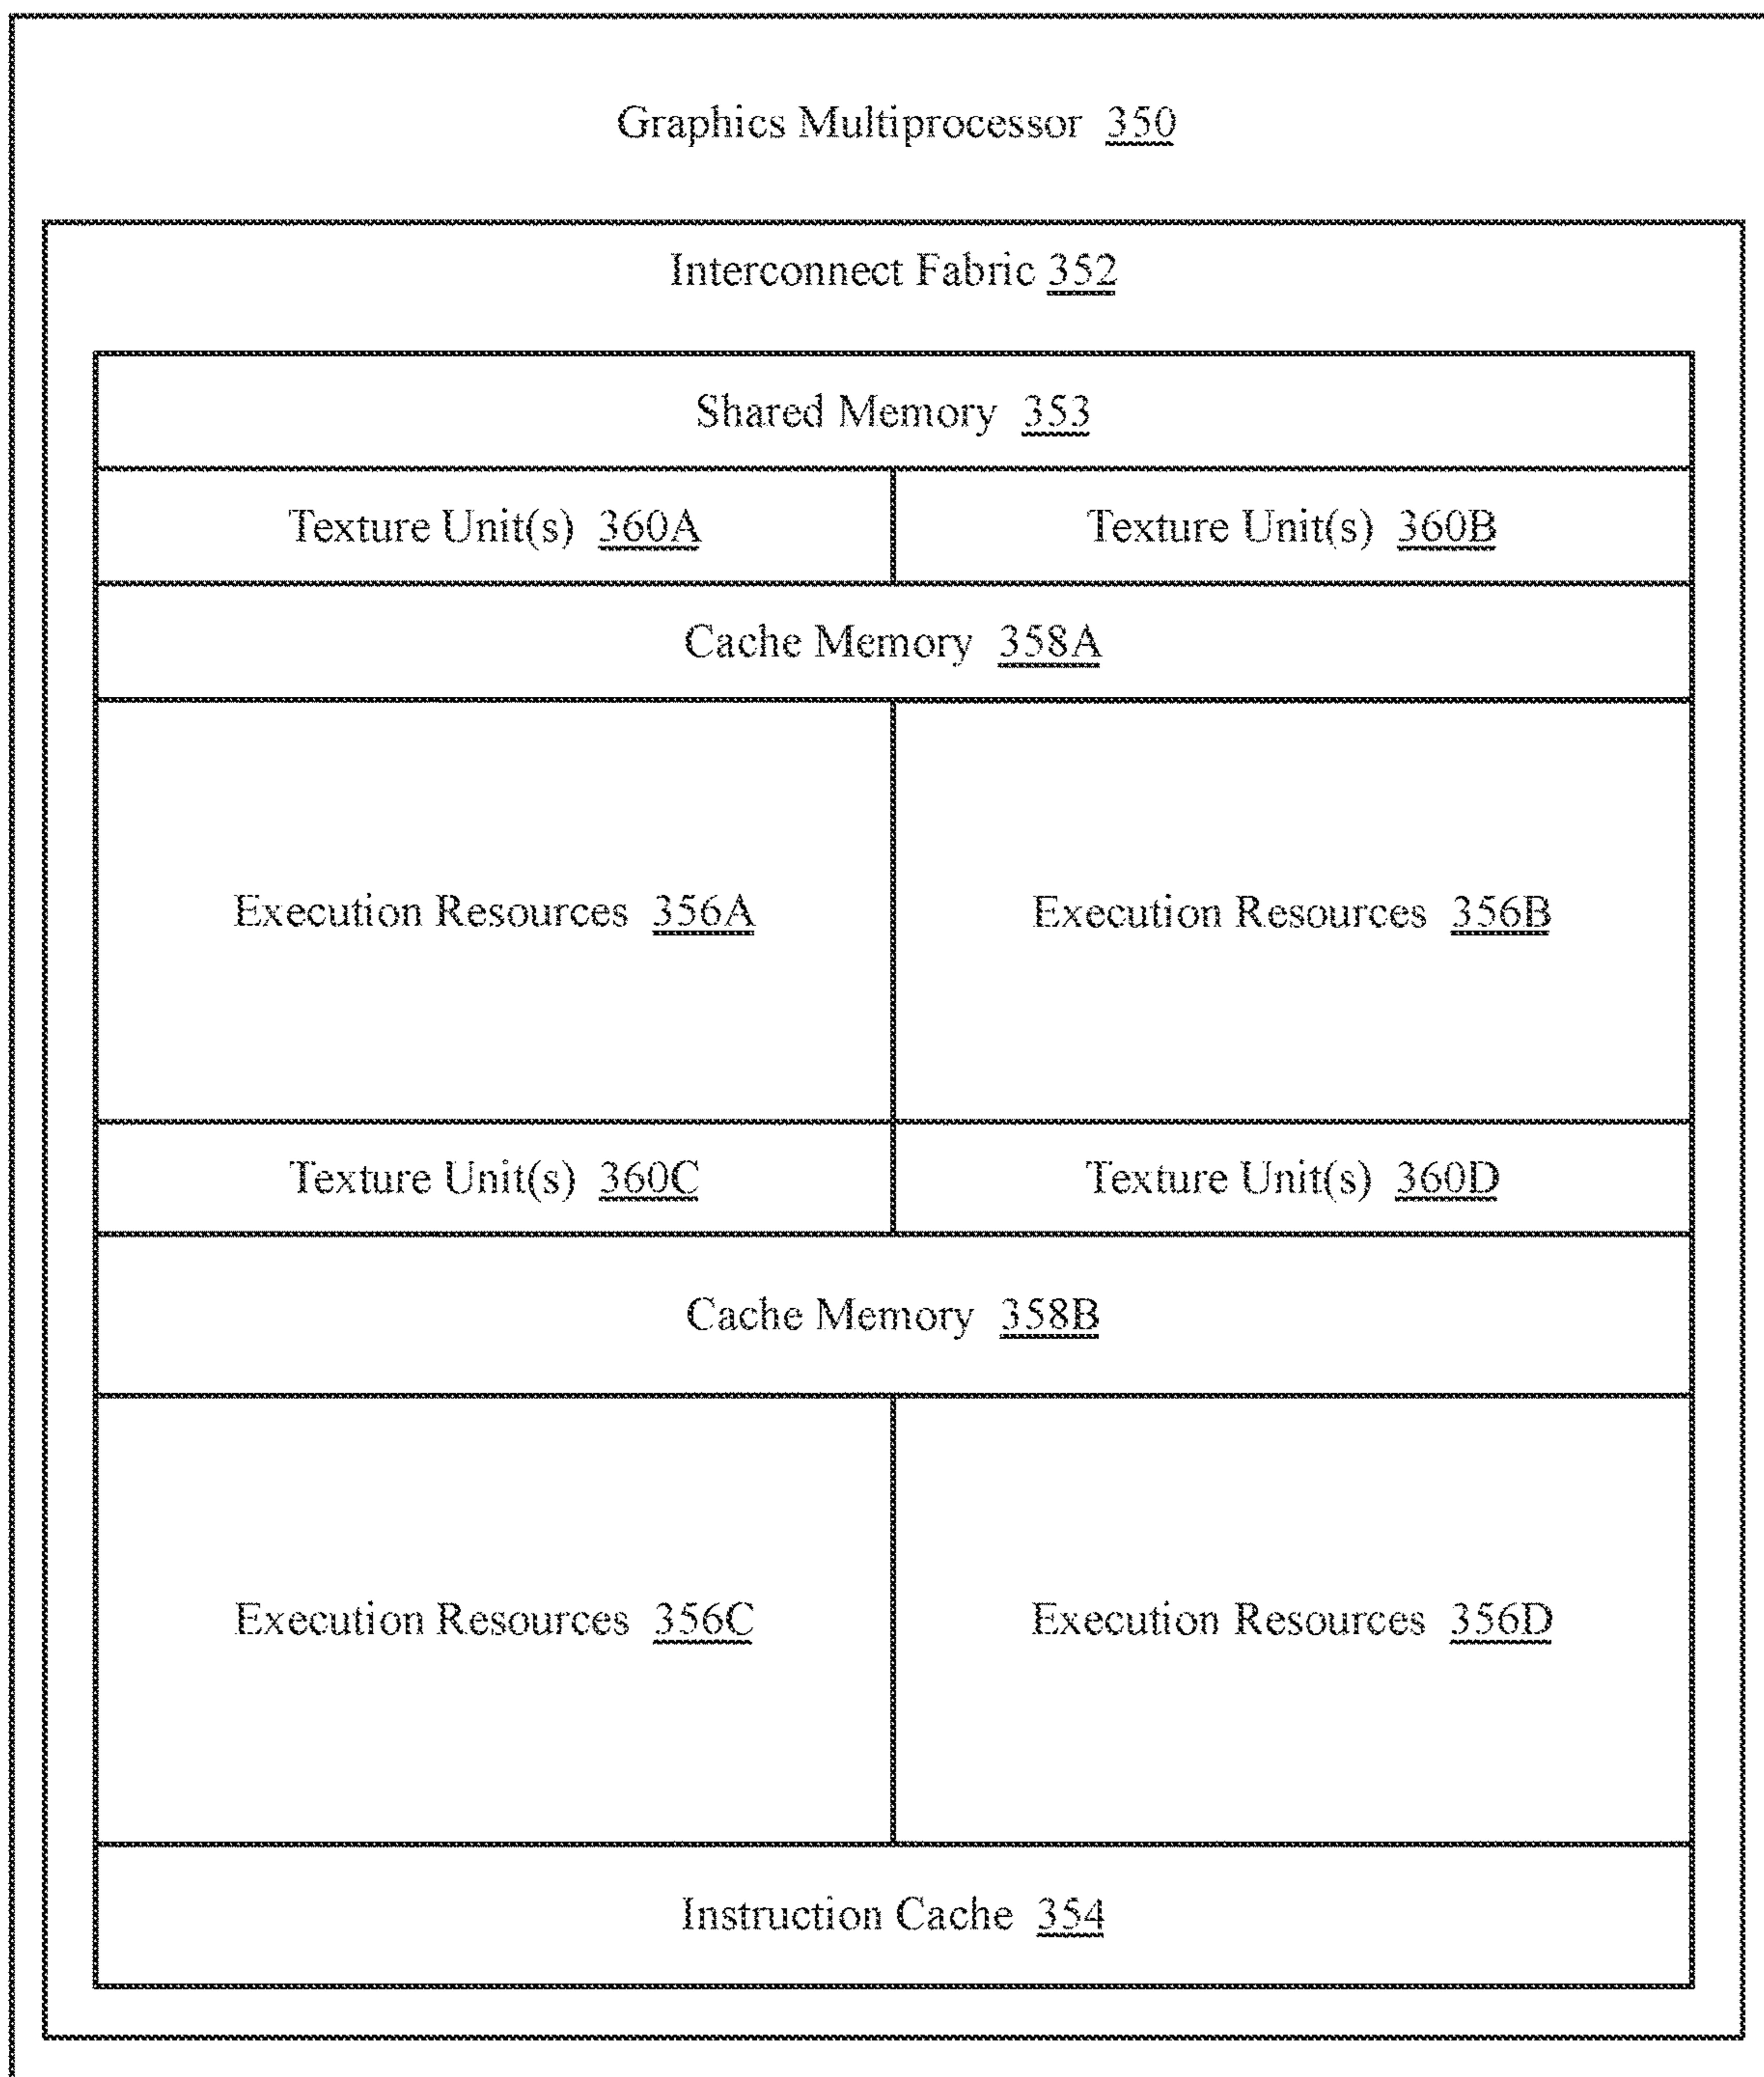 Graphics Multiprocessor 350
Interconnect Fabric 352
Shared Memory 353
Texture Unit(s) 360A
Texture Unit(s) 360B
Cache Memory 358A
Execution Resources 356A
Execution Resources 356B
Texture Unit(s) 360C
Texture Unit(s) 360D
Cache Memory 358B
Execution Resources 356C
Execution Resources 356D
Instruction Cache 354